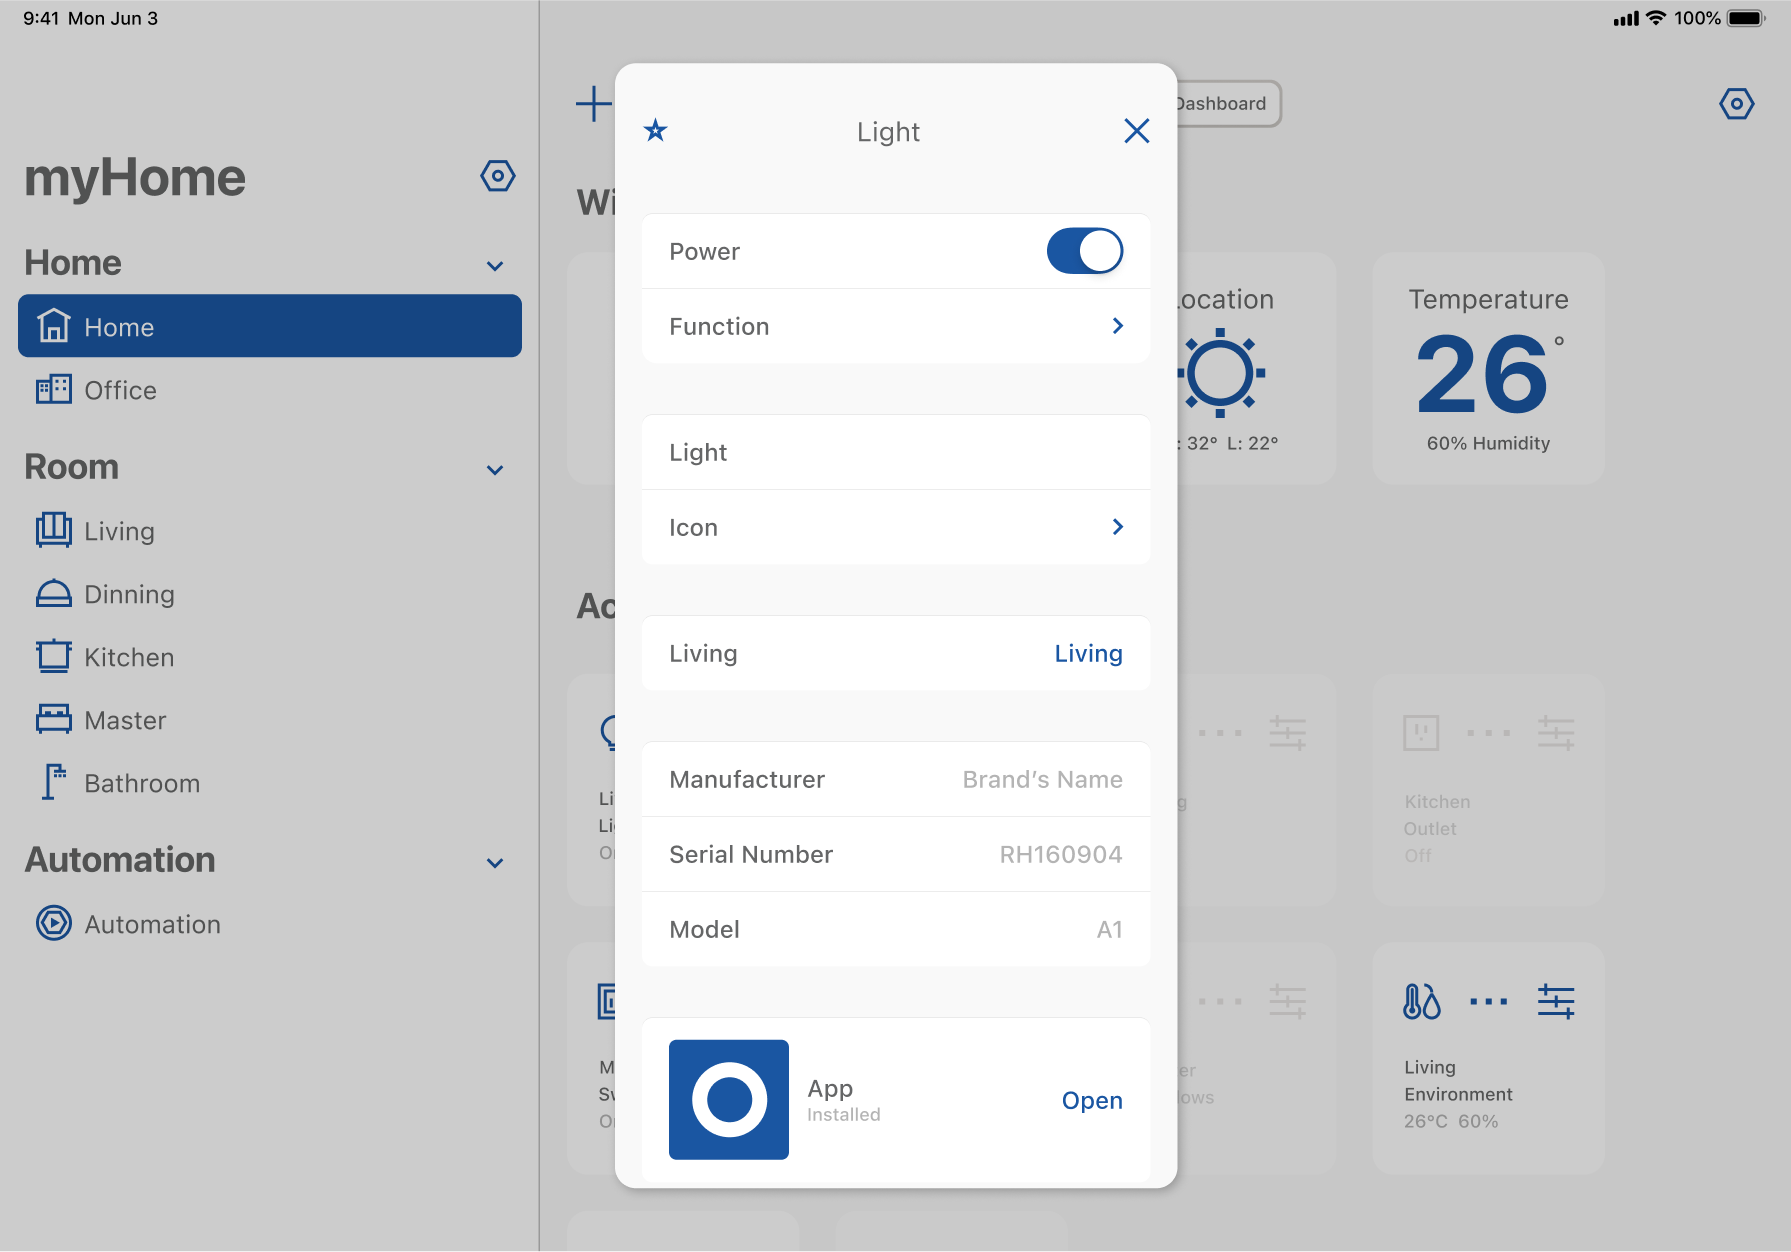 9:41 Mon Jun 3
100%
myHome
Home
Home
Office
Room
Living
Dinning
Kitchen
Master
Bathroom
Automation
Automation
Dashboard
Light
Power
Function
Light
Icon
Living Living
Manufacturer Brand’s Name
Serial Number RH160904
Model A1
App
Installed
Open
Wi
Location
: 32° L: 22°
Temperature
26°
60% Humidity
Ac
Li
Li
O
g
Kitchen
Outlet
Off
M
Sw
O
er
lows
Living
Environment
26°C 60%